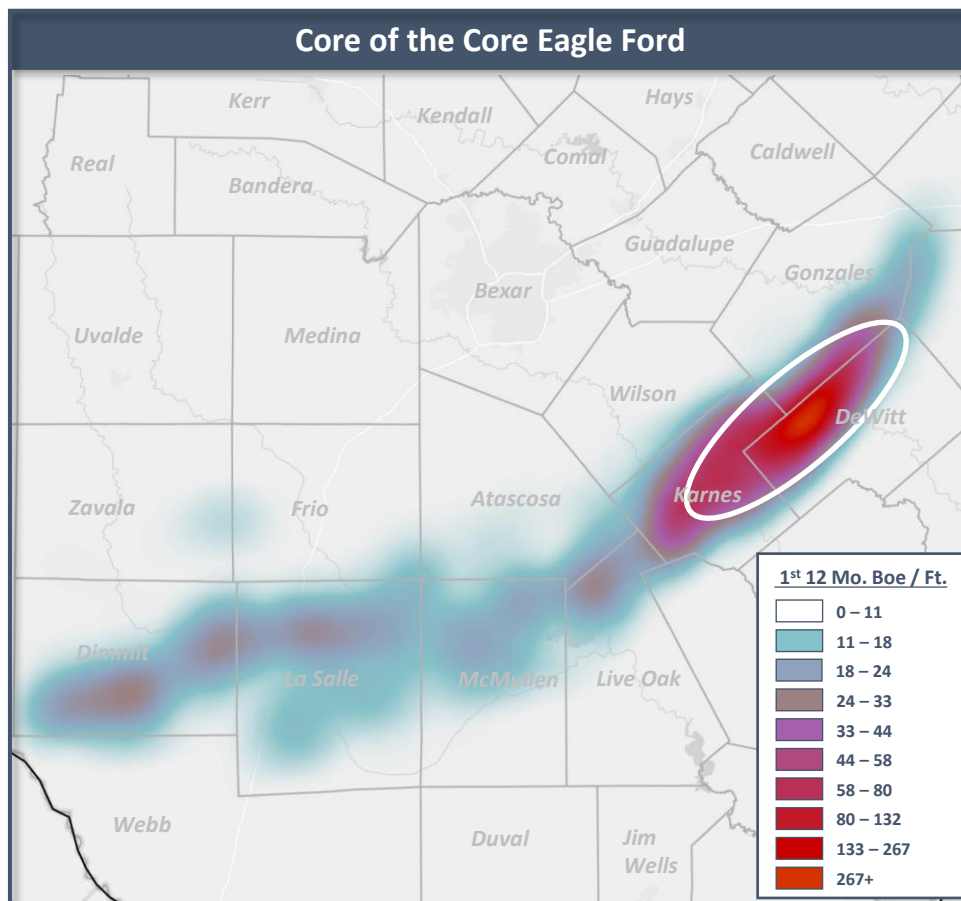 Core of the Core Eagle Ford
Kerr
Hays
Kendall
Comal
Caldwell
Real
Bandera
Guadalupe
Gonzales
Bexar
Uvalde
Medina
Wilson
DeWitt
Zavala
Frio
Atascosa
Karnes
Dimmit
La Salle
McMullen
Live Oak
Webb
Duval
Jim
Wells
1st 12 Mo. Boe / Ft.
0 – 11
11 – 18
18 – 24
24 – 33
33 – 44
44 – 58
58 – 80
80 – 132
133 – 267
267+